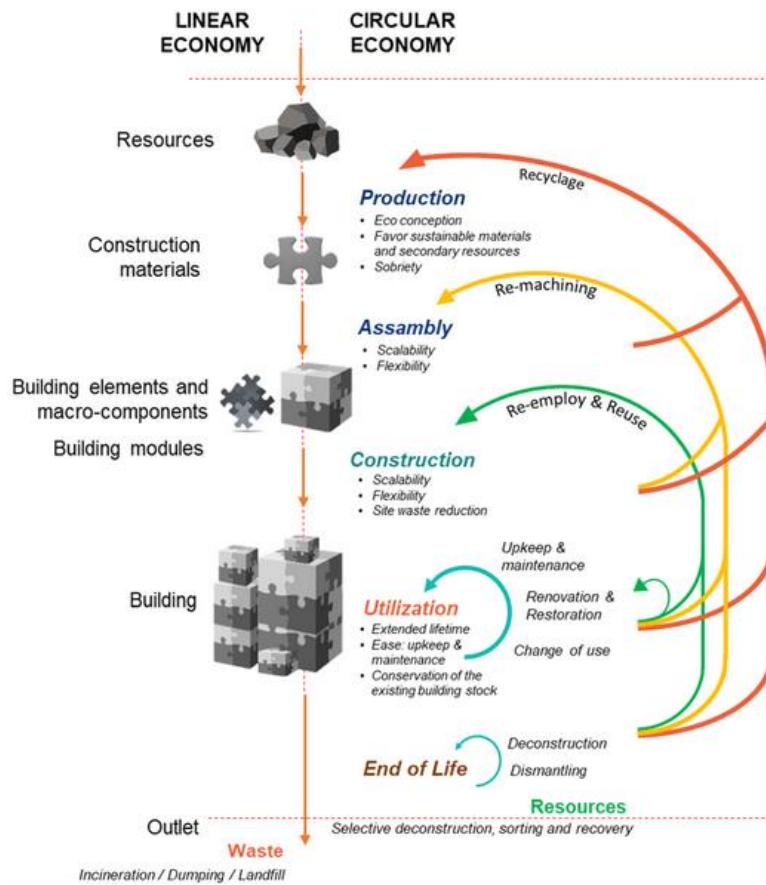 LINEAR
ECONOMY
CIRCULAR
ECONOMY
Resources
Recyclage
Production
• Eco conception
• Favor sustainable materials
and secondary resources
• Sobriety
Construction
materials
Re-machining
Assembly
• Scalability
• Flexibility
Building elements and
macro-components
Building modules
Re-employ & Reuse
Construction
• Scalability
• Flexibility
• Site waste reduction
Building
Upkeep &
maintenance
Renovation &
Restoration
Change of use
Utilization
• Extended lifetime
• Ease: upkeep &
maintenance
• Conservation of the
existing building stock
Deconstruction
Dismantling
End of Life
Resources
Outlet
Selective deconstruction, sorting and recovery
Waste
Incineration / Dumping / Landfill